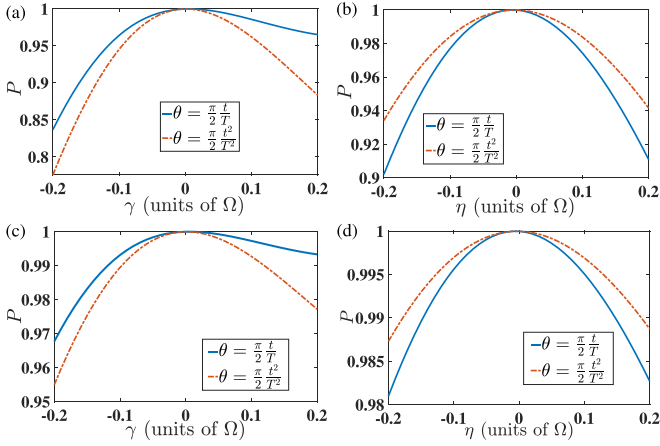 (a)
1
0.95
0.9
0.85
0.8
P
θ = π/2 t/T
θ = π/2 t²/T²
-0.2 -0.1 0 0.1 0.2
γ (units of Ω)
(b)
1
0.98
0.96
0.94
0.92
0.9
P
θ = π/2 t/T
θ = π/2 t²/T²
-0.2 -0.1 0 0.1 0.2
η (units of Ω)
(c)
1
0.99
0.98
0.97
0.96
0.95
P
θ = π/2 t/T
θ = π/2 t²/T²
-0.2 -0.1 0 0.1 0.2
γ (units of Ω)
(d)
1
0.995
0.99
0.985
0.98
P
θ = π/2 t/T
θ = π/2 t²/T²
-0.2 -0.1 0 0.1 0.2
η (units of Ω)